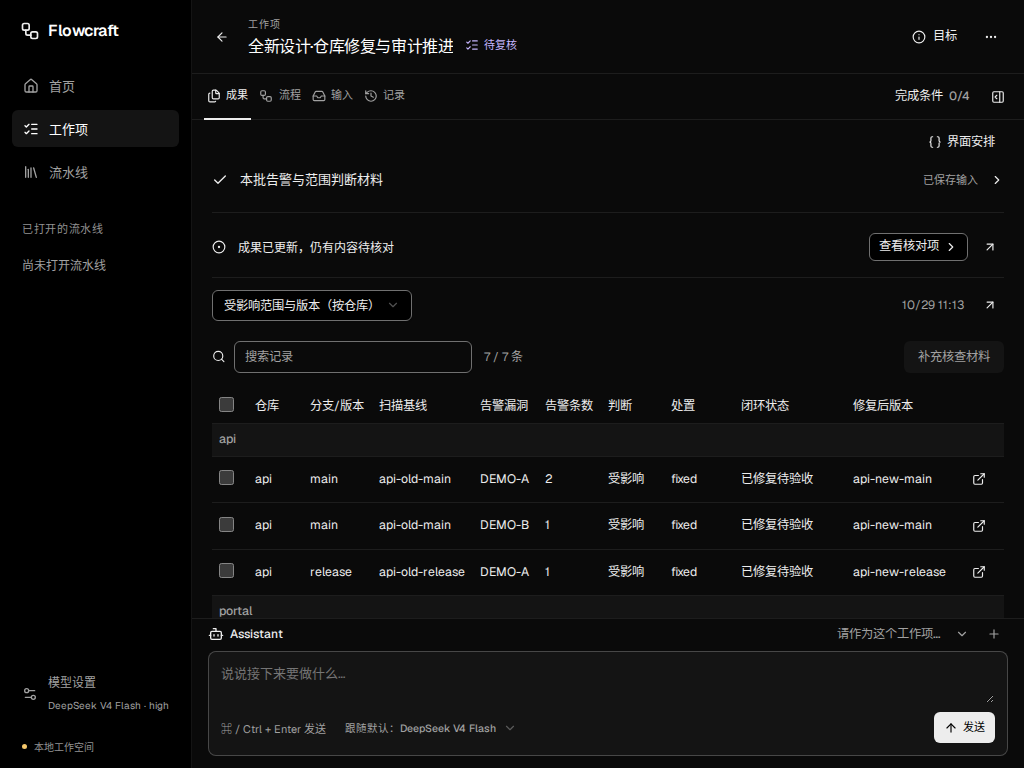 Flowcraft
首页
工作项
流水线
已打开的流水线
尚未打开流水线
模型设置
DeepSeek V4 Flash · high
本地工作空间
工作项
全新设计·仓库修复与审计推进 待复核
目标
成果 流程 输入 记录
完成条件 0/4
界面安排
本批告警与范围判断材料 已保存输入
成果已更新，仍有内容待核对 查看核对项
受影响范围与版本（按仓库） 10/29 11:13
搜索记录 7 / 7 条 补充核查材料
仓库 分支/版本 扫描基线 告警漏洞 告警条数 判断 处置 闭环状态 修复后版本
api
api main api-old-main DEMO-A 2 受影响 fixed 已修复待验收 api-new-main
api main api-old-main DEMO-B 1 受影响 fixed 已修复待验收 api-new-main
api release api-old-release DEMO-A 1 受影响 fixed 已修复待验收 api-new-release
portal
Assistant 请作为这个工作项...
说说接下来要做什么...
⌘ / Ctrl + Enter 发送 跟随默认：DeepSeek V4 Flash 发送